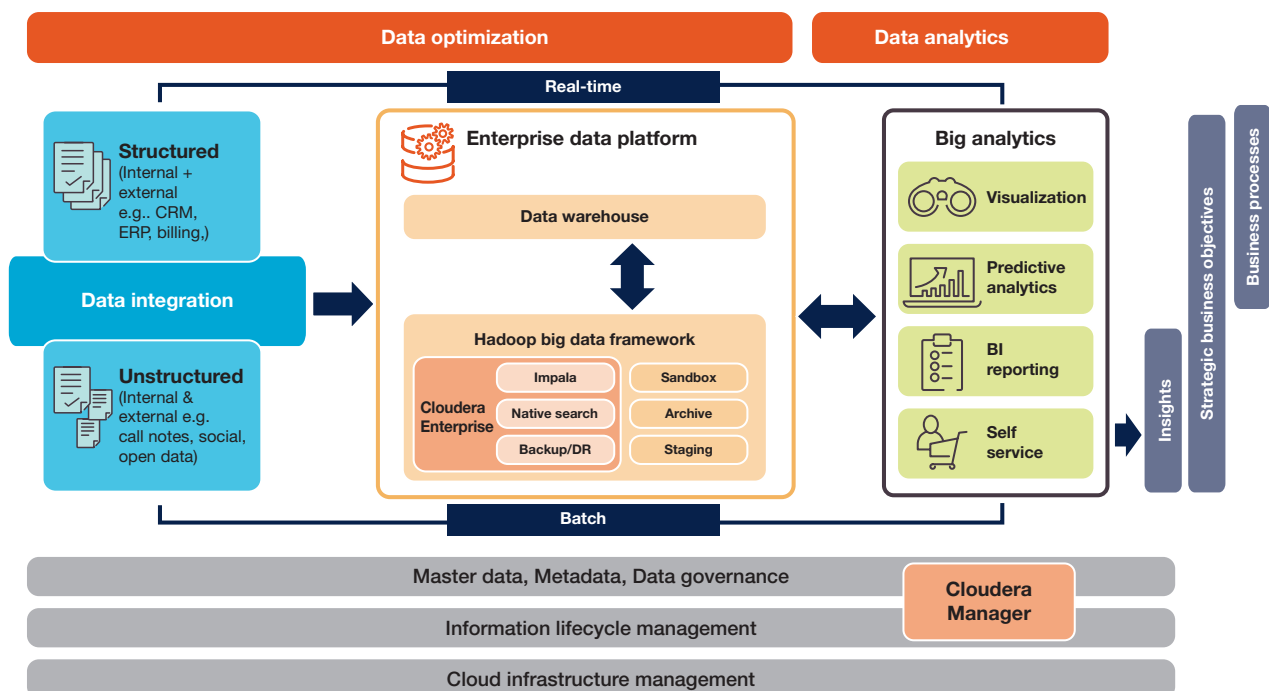 Data optimization
Data analytics
Real-time
Structured
(Internal +
external
e.g.. CRM,
ERP, billing,)
Data integration
Unstructured
(Internal &
external e.g.
call notes, social,
open data)
Enterprise data platform
Data warehouse
Hadoop big data framework
Cloudera
Enterprise
Impala
Native search
Backup/DR
Sandbox
Archive
Staging
Big analytics
Visualization
Predictive
analytics
BI
reporting
Self
service
Insights
Strategic business objectives
Business processes
Batch
Master data, Metadata, Data governance
Cloudera
Manager
Information lifecycle management
Cloud infrastructure management